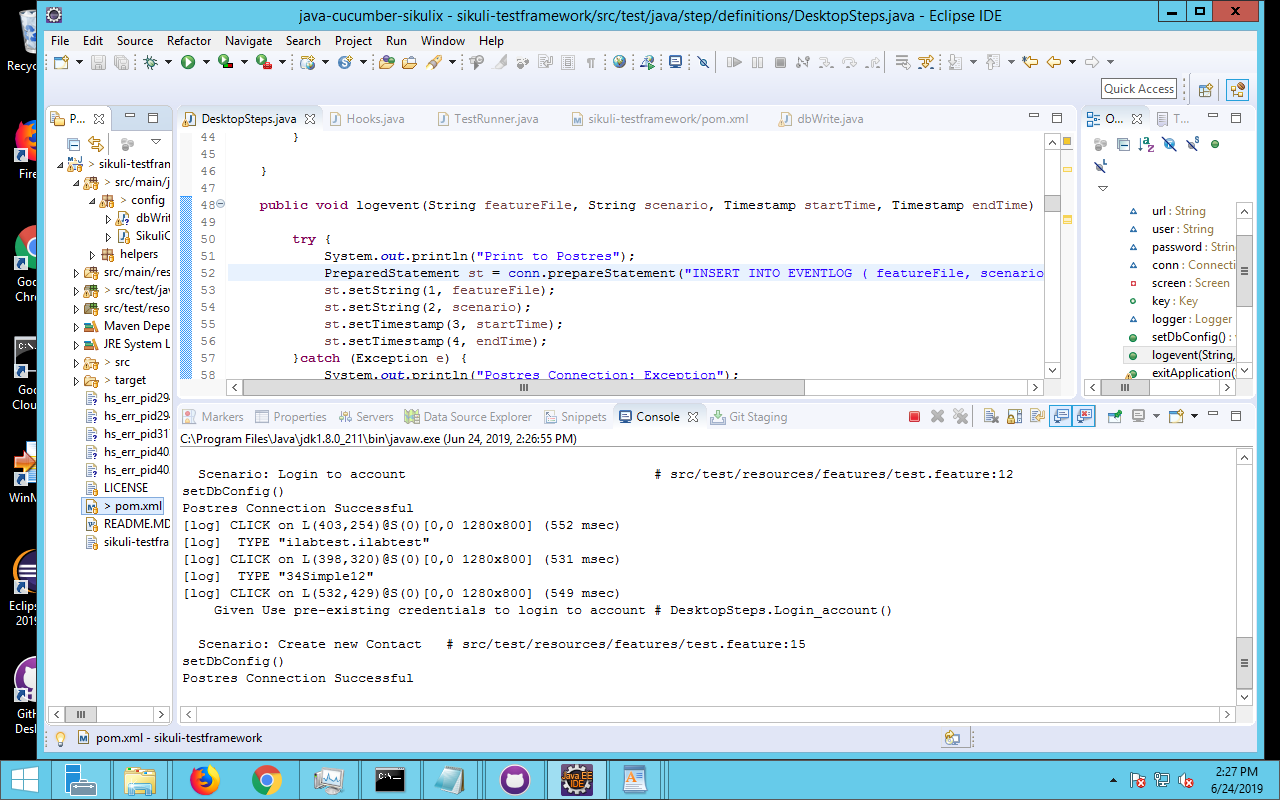 java-cucumber-sikulix - sikuli-testframework/src/test/java/step/definitions/DesktopSteps.java - Eclipse IDE
File Edit Source Refactor Navigate Search Project Run Window Help
Quick Access
P...
DesktopSteps.java Hooks.java TestRunner.java sikuli-testframework/pom.xml dbWrite.java
O... T...
> sikuli-testfran
> src/main/j
> config
dbWrit
SikuliC
helpers
src/main/res
> src/test/jav
src/test/reso
Maven Depe
JRE System L
> src
> target
hs_err_pid294
hs_err_pid294
hs_err_pid317
hs_err_pid40
hs_err_pid40
LICENSE
> pom.xml
README.MD
sikuli-testfra
44 }
45
46 }
47
48 public void logevent(String featureFile, String scenario, Timestamp startTime, Timestamp endTime)
49
50 try {
51 System.out.println("Print to Postres");
52 PreparedStatement st = conn.prepareStatement("INSERT INTO EVENTLOG ( featureFile, scenario
53 st.setString(1, featureFile);
54 st.setString(2, scenario);
55 st.setTimestamp(3, startTime);
56 st.setTimestamp(4, endTime);
57 }catch (Exception e) {
58 System.out.println("Postres Connection: Exception");
url : String
user : String
password : Strin
conn : Connecti
screen : Screen
key : Key
logger : Logger
setDbConfig() :
logevent(String,
exitApplication(
Markers Properties Servers Data Source Explorer Snippets Console Git Staging
C:\Program Files\Java\jdk1.8.0_211\bin\javaw.exe (Jun 24, 2019, 2:26:55 PM)
Scenario: Login to account # src/test/resources/features/test.feature:12
setDbConfig()
Postres Connection Successful
[log] CLICK on L(403,254)@S(0)[0,0 1280x800] (552 msec)
[log] TYPE "ilabtest.ilabtest"
[log] CLICK on L(398,320)@S(0)[0,0 1280x800] (531 msec)
[log] TYPE "34Simple12"
[log] CLICK on L(532,429)@S(0)[0,0 1280x800] (549 msec)
Given Use pre-existing credentials to login to account # DesktopSteps.Login_account()
Scenario: Create new Contact # src/test/resources/features/test.feature:15
setDbConfig()
Postres Connection Successful
pom.xml - sikuli-testframework
Recyc
Fire
Goo
Chro
Goo
Clou
WinM
Eclips
2019
GitH
Desk
Java EE
IDE
2:27 PM
6/24/2019